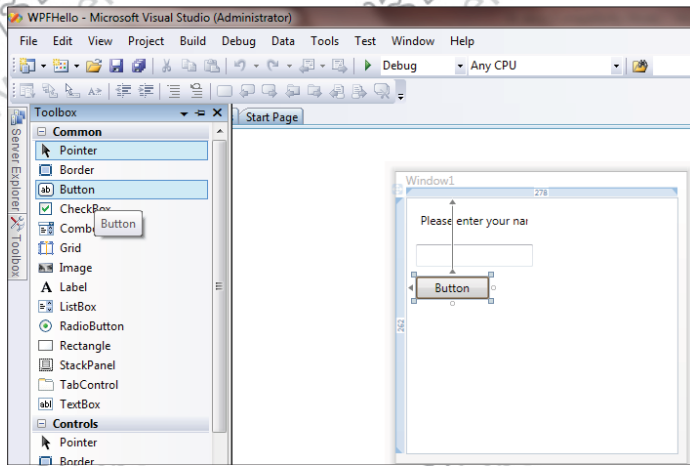 WPFHello - Microsoft Visual Studio (Administrator)
File Edit View Project Build Debug Data Tools Test Window Help
Debug Any CPU
Toolbox
Start Page
Server Explorer
Toolbox
Common
Pointer
Border
Button
CheckBox
Button
Comb
Grid
Image
A Label
ListBox
RadioButton
Rectangle
StackPanel
TabControl
TextBox
Controls
Pointer
Border
Window1
278
Please enter your nar
Button
262